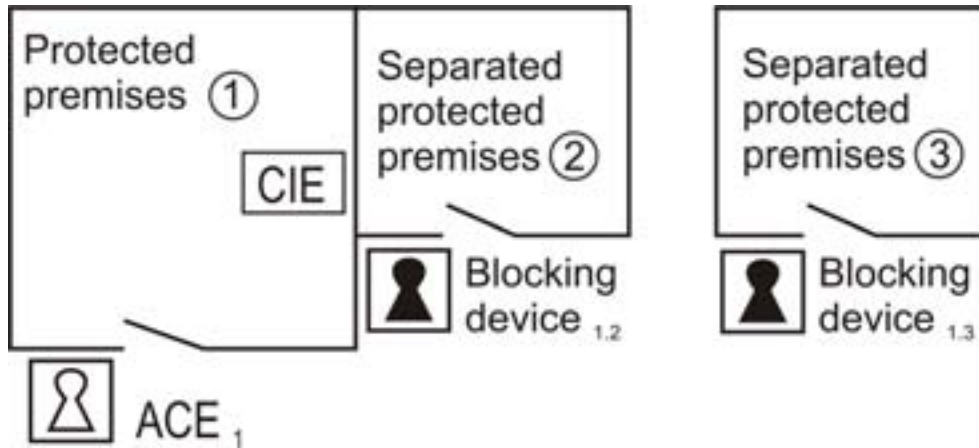 Protected
premises ①
CIE
ACE 1
Separated
protected
premises ②
Blocking
device 1.2
Separated
protected
premises ③
Blocking
device 1.3